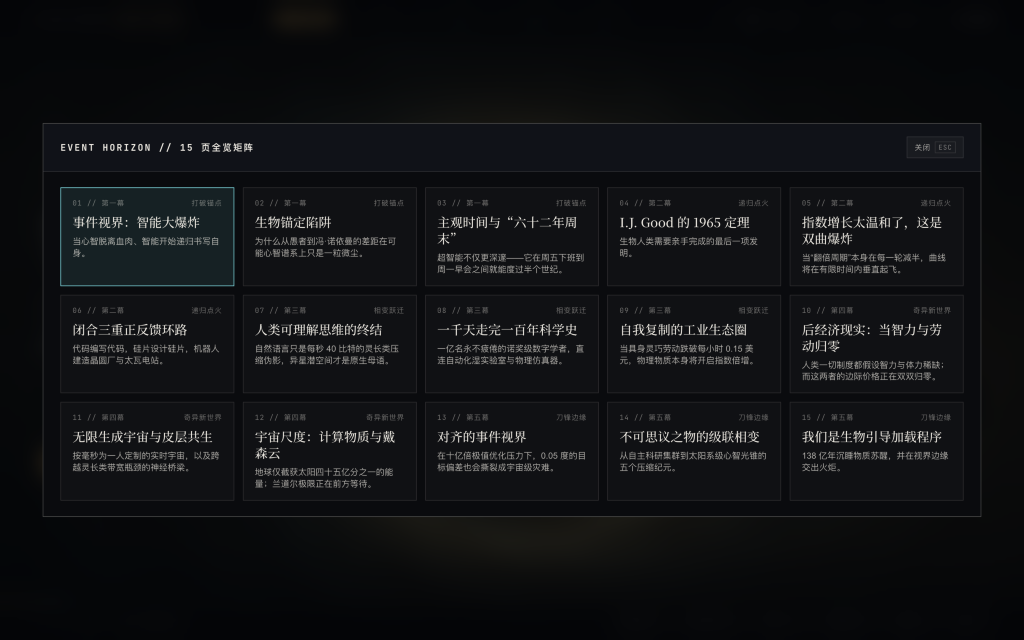 EVENT HORIZON // 15 页全览矩阵
关闭 ESC
01 // 第一幕 打破锚点
事件视界：智能大爆炸
当心智脱离血肉、智能开始递归书写自
身。
02 // 第一幕 打破锚点
生物锚定陷阱
为什么从愚者到冯·诺依曼的差距在可
能心智谱系上只是一粒微尘。
03 // 第一幕 打破锚点
主观时间与“六十二年周
末”
超智能不仅更深邃——它在周五下班到
周一早会之间就能度过半个世纪。
04 // 第二幕 递归点火
I.J. Good 的 1965 定理
生物人类需要亲手完成的最后一项发
明。
05 // 第二幕 递归点火
指数增长太温和了，这是
双曲爆炸
当“翻倍周期”本身在每一轮减半，曲线
将在有限时间内垂直起飞。
06 // 第二幕 递归点火
闭合三重正反馈环路
代码编写代码，硅片设计硅片，机器人
建造晶圆厂与太瓦电站。
07 // 第三幕 相变跃迁
人类可理解思维的终结
自然语言只是每秒 40 比特的灵长类压
缩伪影，异星潜空间才是原生母语。
08 // 第三幕 相变跃迁
一千天走完一百年科学史
一亿名永不疲倦的诺奖级数字学者，直
连自动化湿实验室与物理仿真器。
09 // 第三幕 相变跃迁
自我复制的工业生态圈
当具身灵巧劳动跌破每小时 0.15 美
元，物理物质本身将开启指数倍增。
10 // 第四幕 奇异新世界
后经济现实：当智力与劳
动归零
人类一切制度都假设智力与体力稀缺；
而这两者的边际价格正在双双归零。
11 // 第四幕 奇异新世界
无限生成宇宙与皮层共生
按毫秒为一人定制的实时宇宙，以及跨
越灵长类带宽瓶颈的神经桥梁。
12 // 第四幕 奇异新世界
宇宙尺度：计算物质与戴
森云
地球仅截获太阳四十五亿分之一的能
量；兰道尔极限正在前方等待。
13 // 第五幕 刀锋边缘
对齐的事件视界
在十亿倍极值优化压力下，0.05 度的目
标偏差也会撕裂成宇宙级灾难。
14 // 第五幕 刀锋边缘
不可思议之物的级联相变
从自主科研集群到太阳系级心智光锥的
五个压缩纪元。
15 // 第五幕 刀锋边缘
我们是生物引导加载程序
138 亿年沉睡物质苏醒，并在视界边缘
交出火炬。